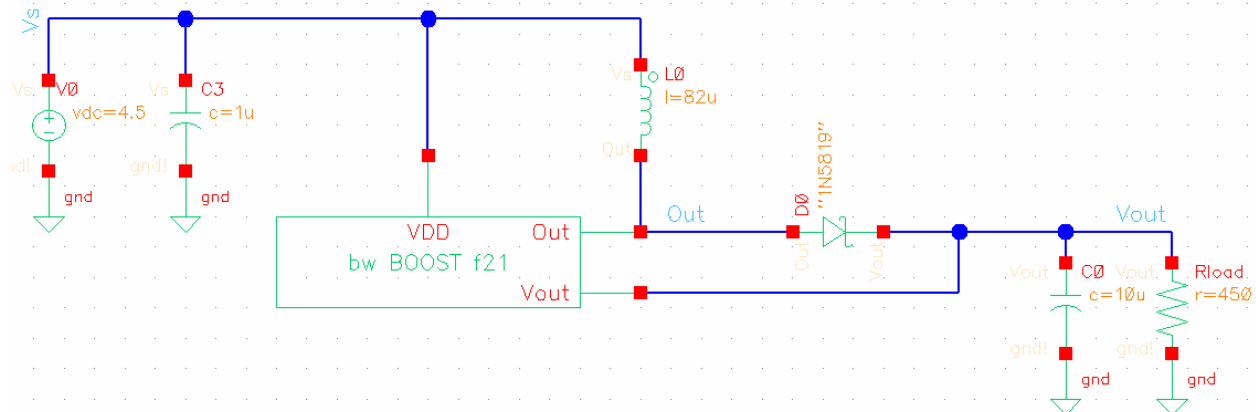 Vs
Vs
V0
vdc=4.5
nd!
gnd
Vs
C3
c=1u
gnd!
gnd
Vs
L0
l=82u
Out
"1N5819"
D0
Out
Vout
Out
VDD
Out
bw BOOST f21
Vout
Vout
Vout
C0
c=10u
gnd!
gnd
Vout
Rload
r=450
gnd!
gnd